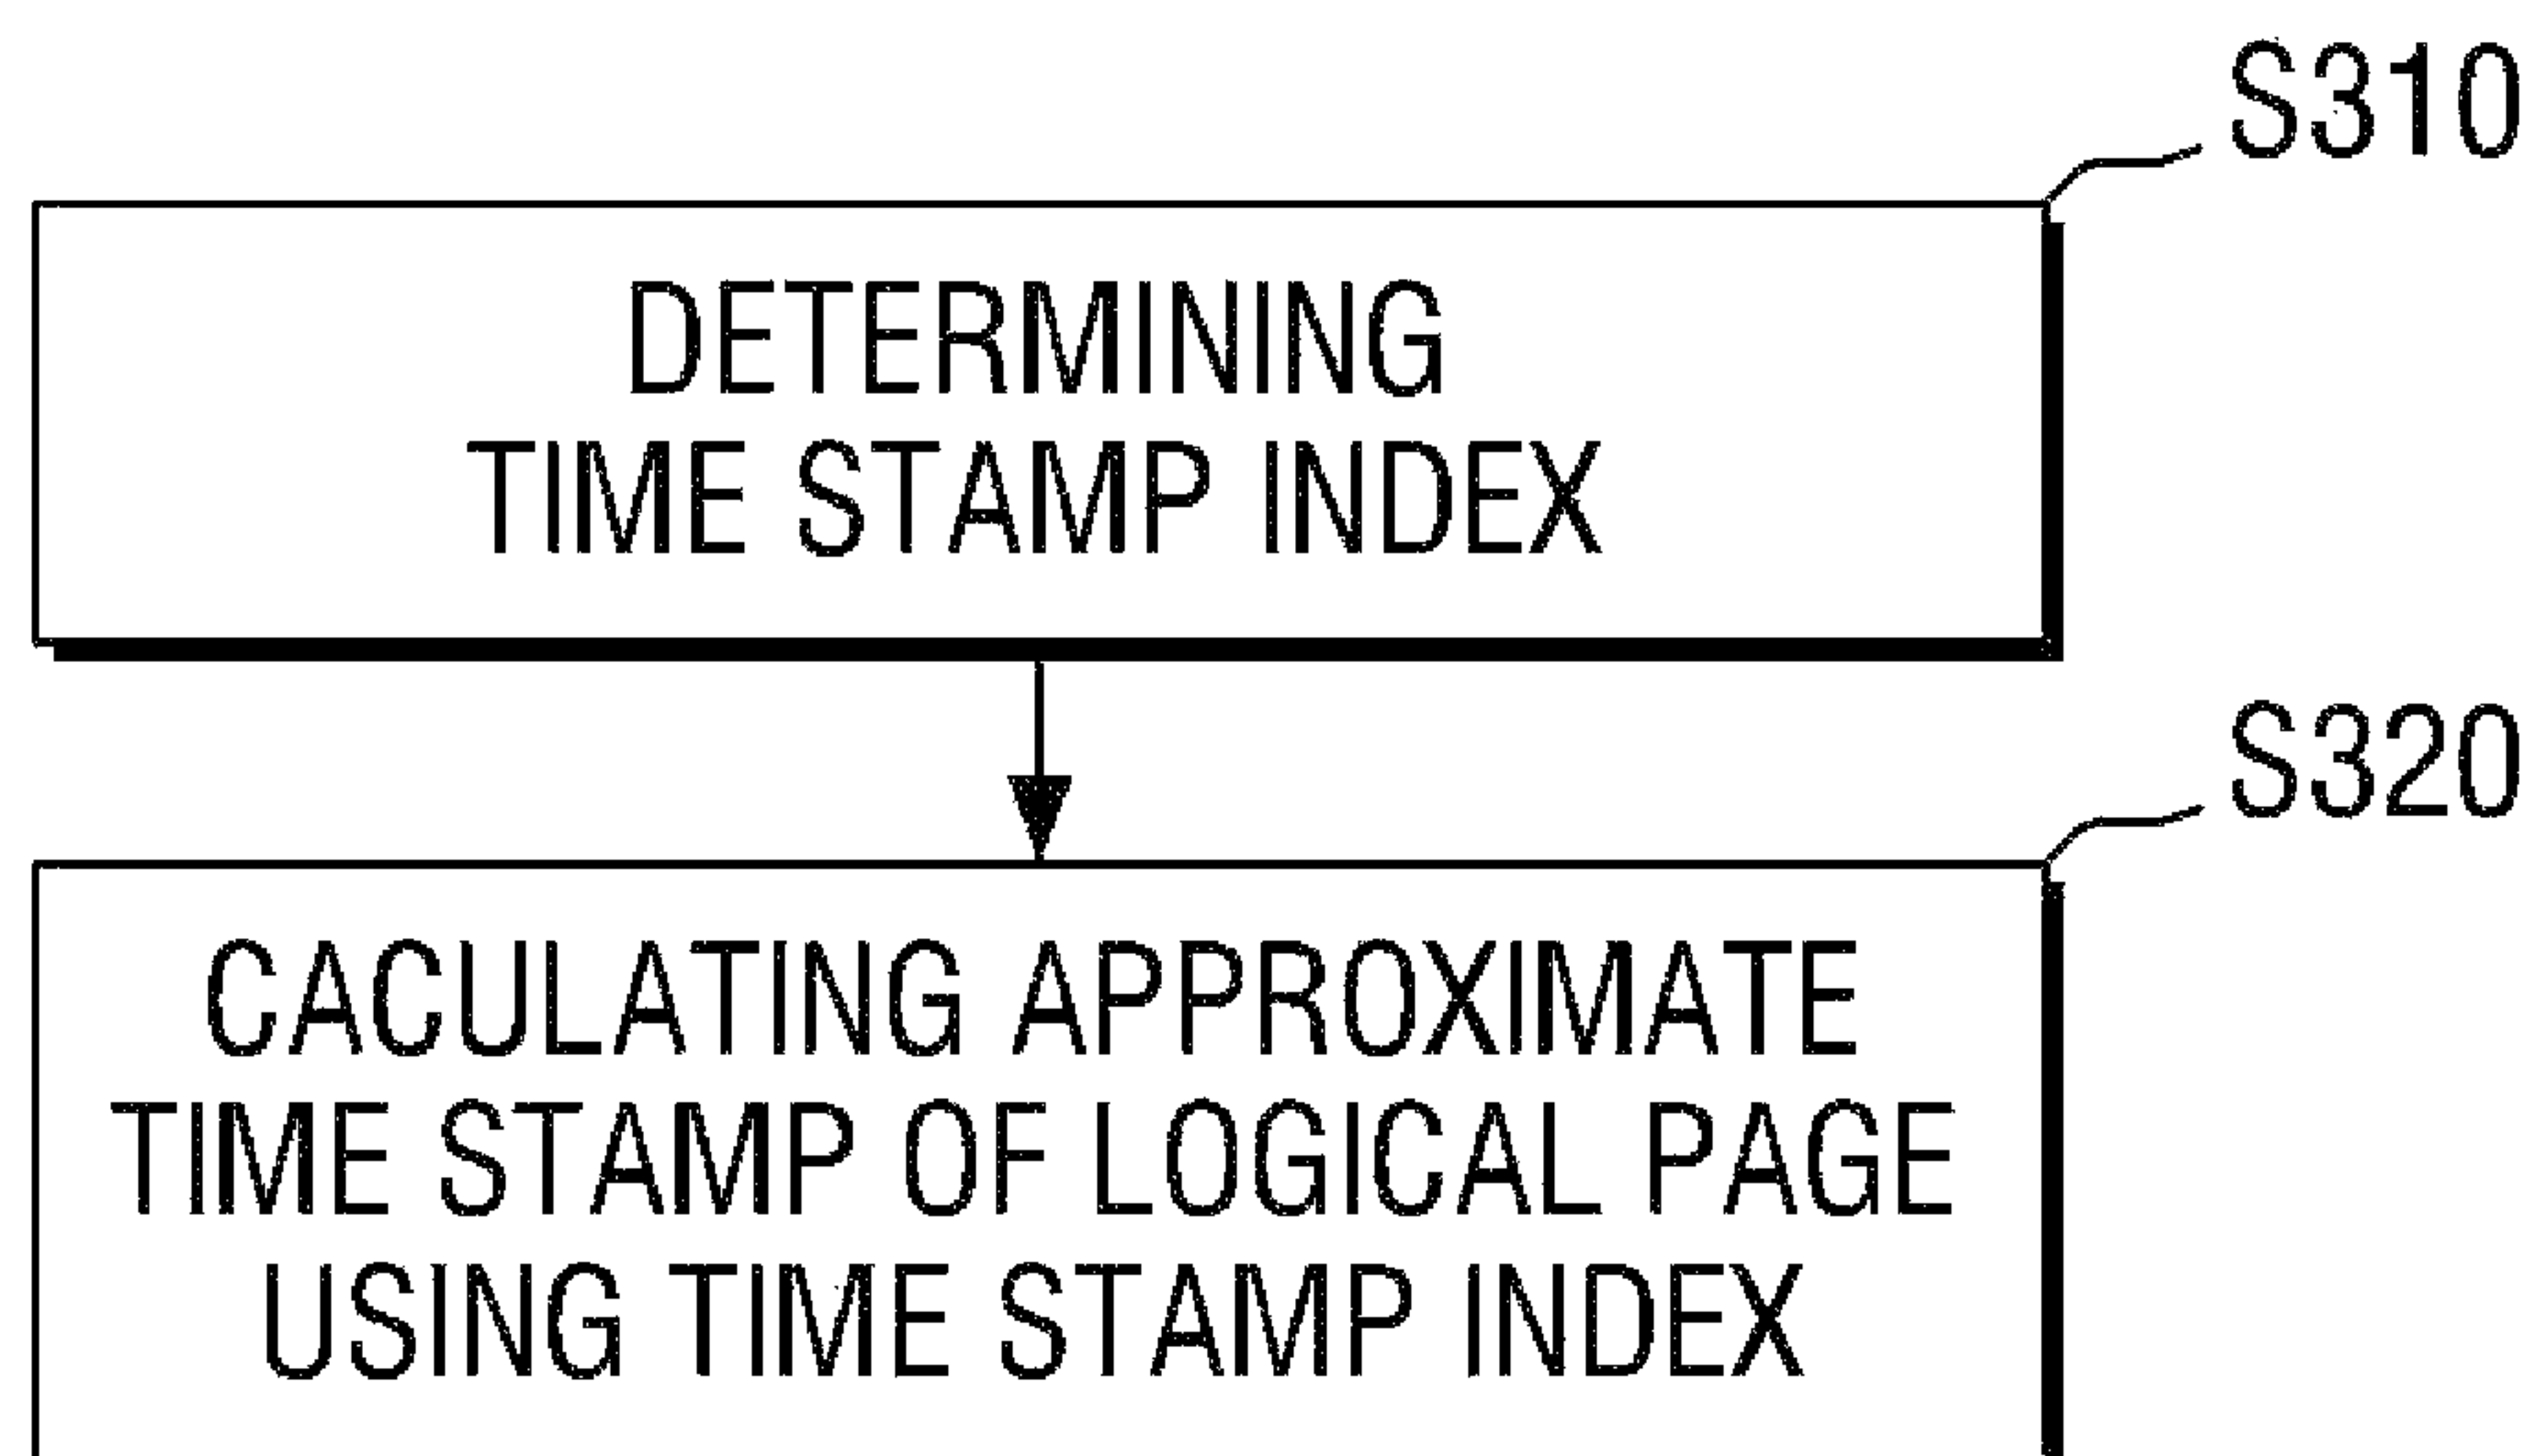 S310
DETERMINING
TIME STAMP INDEX
S320
CACULATING APPROXIMATE
TIME STAMP OF LOGICAL PAGE
USING TIME STAMP INDEX